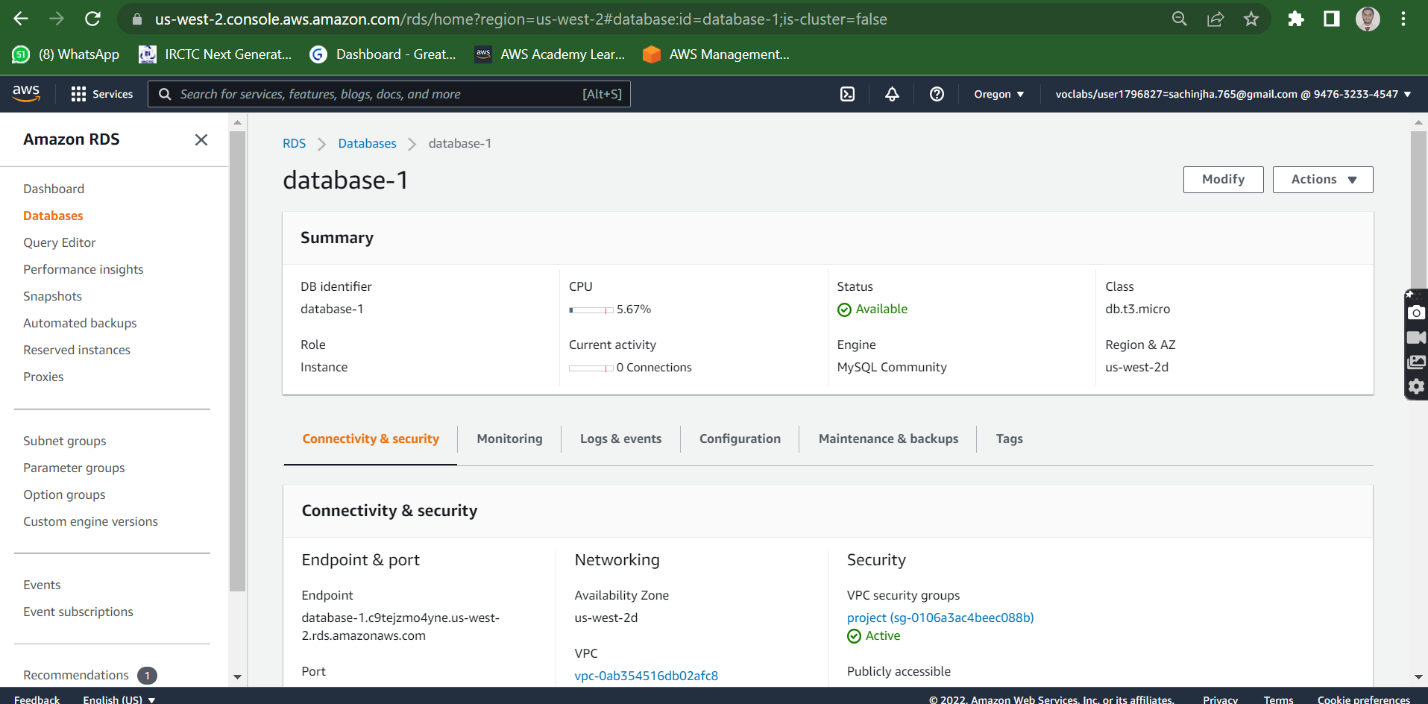 us-west-2.console.aws.amazon.com/rds/home?region=us-west-2#database:id=database-1;is-cluster=false
51 (8) WhatsApp IRCTC Next Generat... G Dashboard - Great... aws AWS Academy Lear... AWS Management...
aws Services Search for services, features, blogs, docs, and more [Alt+S] Oregon ▼ voclabs/user1796827=sachinjha.765@gmail.com @ 9476-3233-4547 ▼
Amazon RDS
Dashboard
Databases
Query Editor
Performance insights
Snapshots
Automated backups
Reserved instances
Proxies
Subnet groups
Parameter groups
Option groups
Custom engine versions
Events
Event subscriptions
Recommendations 1
RDS > Databases > database-1
database-1
Modify Actions ▼
Summary
DB identifier
database-1
CPU
5.67%
Status
Available
Class
db.t3.micro
Role
Instance
Current activity
0 Connections
Engine
MySQL Community
Region & AZ
us-west-2d
Connectivity & security Monitoring Logs & events Configuration Maintenance & backups Tags
Connectivity & security
Endpoint & port
Endpoint
database-1.c9tejzmo4yne.us-west-
2.rds.amazonaws.com
Port
Networking
Availability Zone
us-west-2d
VPC
vpc-0ab354516db02afc8
Security
VPC security groups
project (sg-0106a3ac4beec088b)
Active
Publicly accessible
Feedback English (US) ▼ © 2022, Amazon Web Services, Inc. or its affiliates. Privacy Terms Cookie preferences